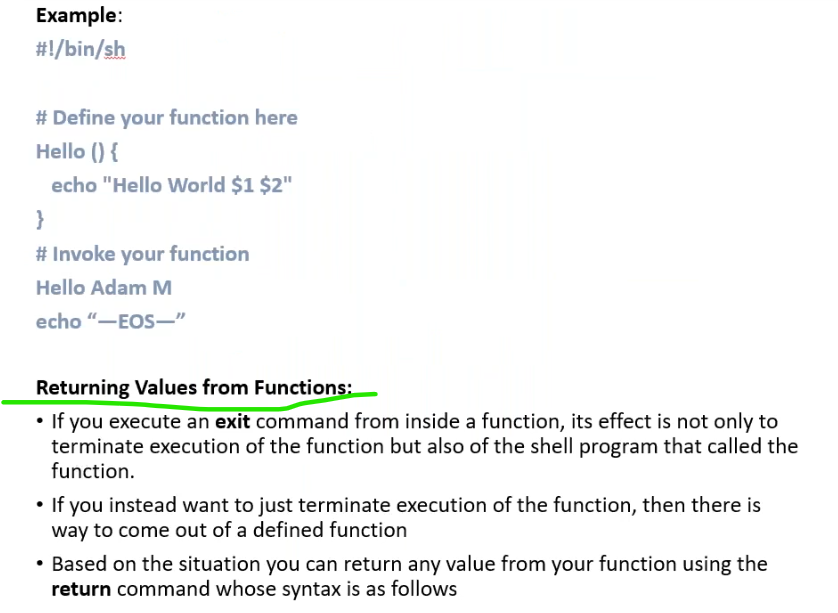 Example:
#!/bin/sh
# Define your function here
Hello () {
echo "Hello World $1 $2"
}
# Invoke your function
Hello Adam M
echo “—EOS—”
Returning Values from Functions:
• If you execute an exit command from inside a function, its effect is not only to
terminate execution of the function but also of the shell program that called the
function.
• If you instead want to just terminate execution of the function, then there is
way to come out of a defined function
• Based on the situation you can return any value from your function using the
return command whose syntax is as follows